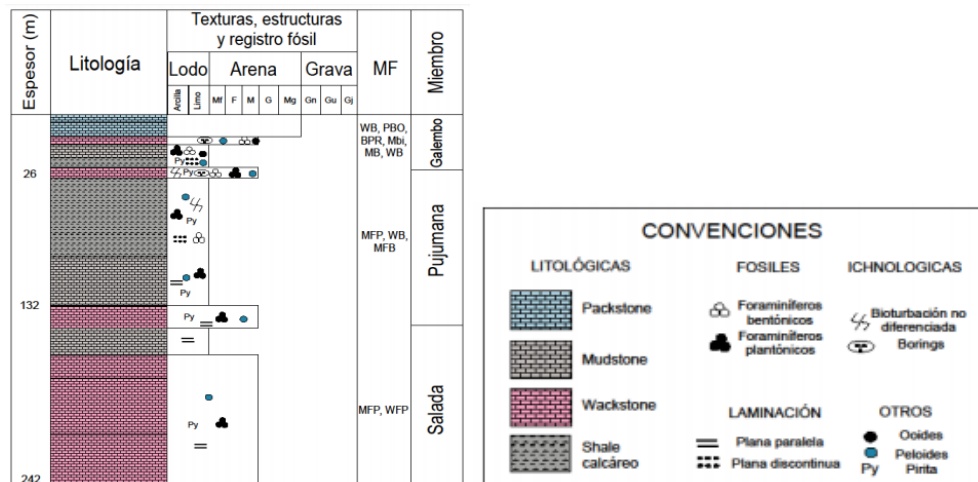 Espesor (m)
Litología
Texturas, estructuras
y registro fósil
Lodo
Arena
Grava
Arcilla
Limo
Mf
F
M
G
Mg
Gn
Gu
Gj
MF
Miembro
WB, PBO,
BPR, Mbi,
MB, WB
Galembo
Py
26
Py
Py
MFP, WB,
MFB
Pujumana
Py
132
Py
MFP, WFP
Salada
Py
242
CONVENCIONES
LITOLÓGICAS
FOSILES
ICHNOLOGICAS
Packstone
Mudstone
Wackstone
Shale
calcáreo
Foraminíferos
bentónicos
Foraminíferos
plantónicos
Bioturbación no
diferenciada
Borings
LAMINACIÓN
OTROS
Plana paralela
Plana discontinua
Ooides
Peloides
Py Pirita